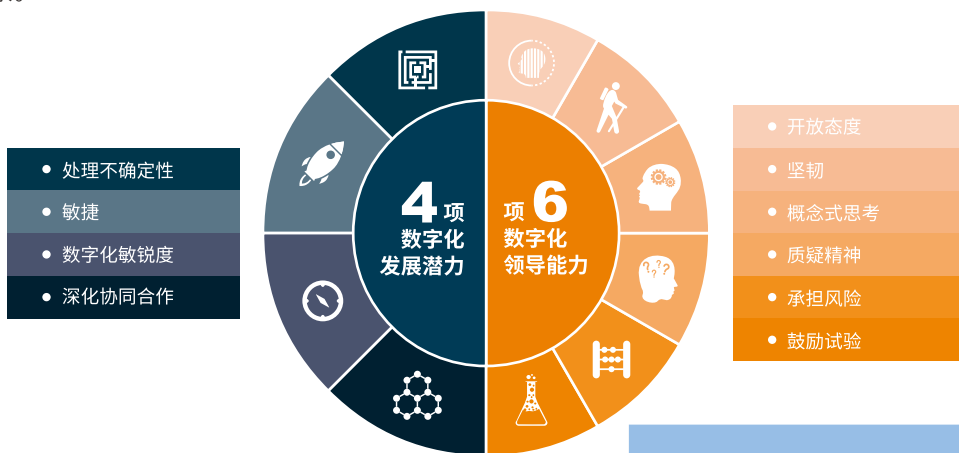 处理不确定性
敏捷
数字化敏锐度
深化协同合作
4项
数字化
发展潜力
项6
数字化
领导能力
开放态度
坚韧
概念式思考
质疑精神
承担风险
鼓励试验